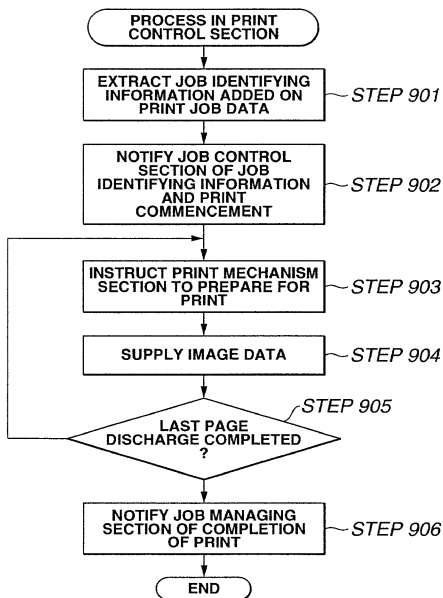 PROCESS IN PRINT
CONTROL SECTION
EXTRACT JOB IDENTIFYING
INFORMATION ADDED ON
PRINT JOB DATA
STEP 901
NOTIFY JOB CONTROL
SECTION OF JOB
IDENTIFYING INFORMATION
AND PRINT
COMMENCEMENT
STEP 902
INSTRUCT PRINT MECHANISM
SECTION TO PREPARE FOR
PRINT
STEP 903
SUPPLY IMAGE DATA
STEP 904
LAST PAGE
DISCHARGE COMPLETED
?
STEP 905
NOTIFY JOB MANAGING
SECTION OF COMPLETION
OF PRINT
STEP 906
END